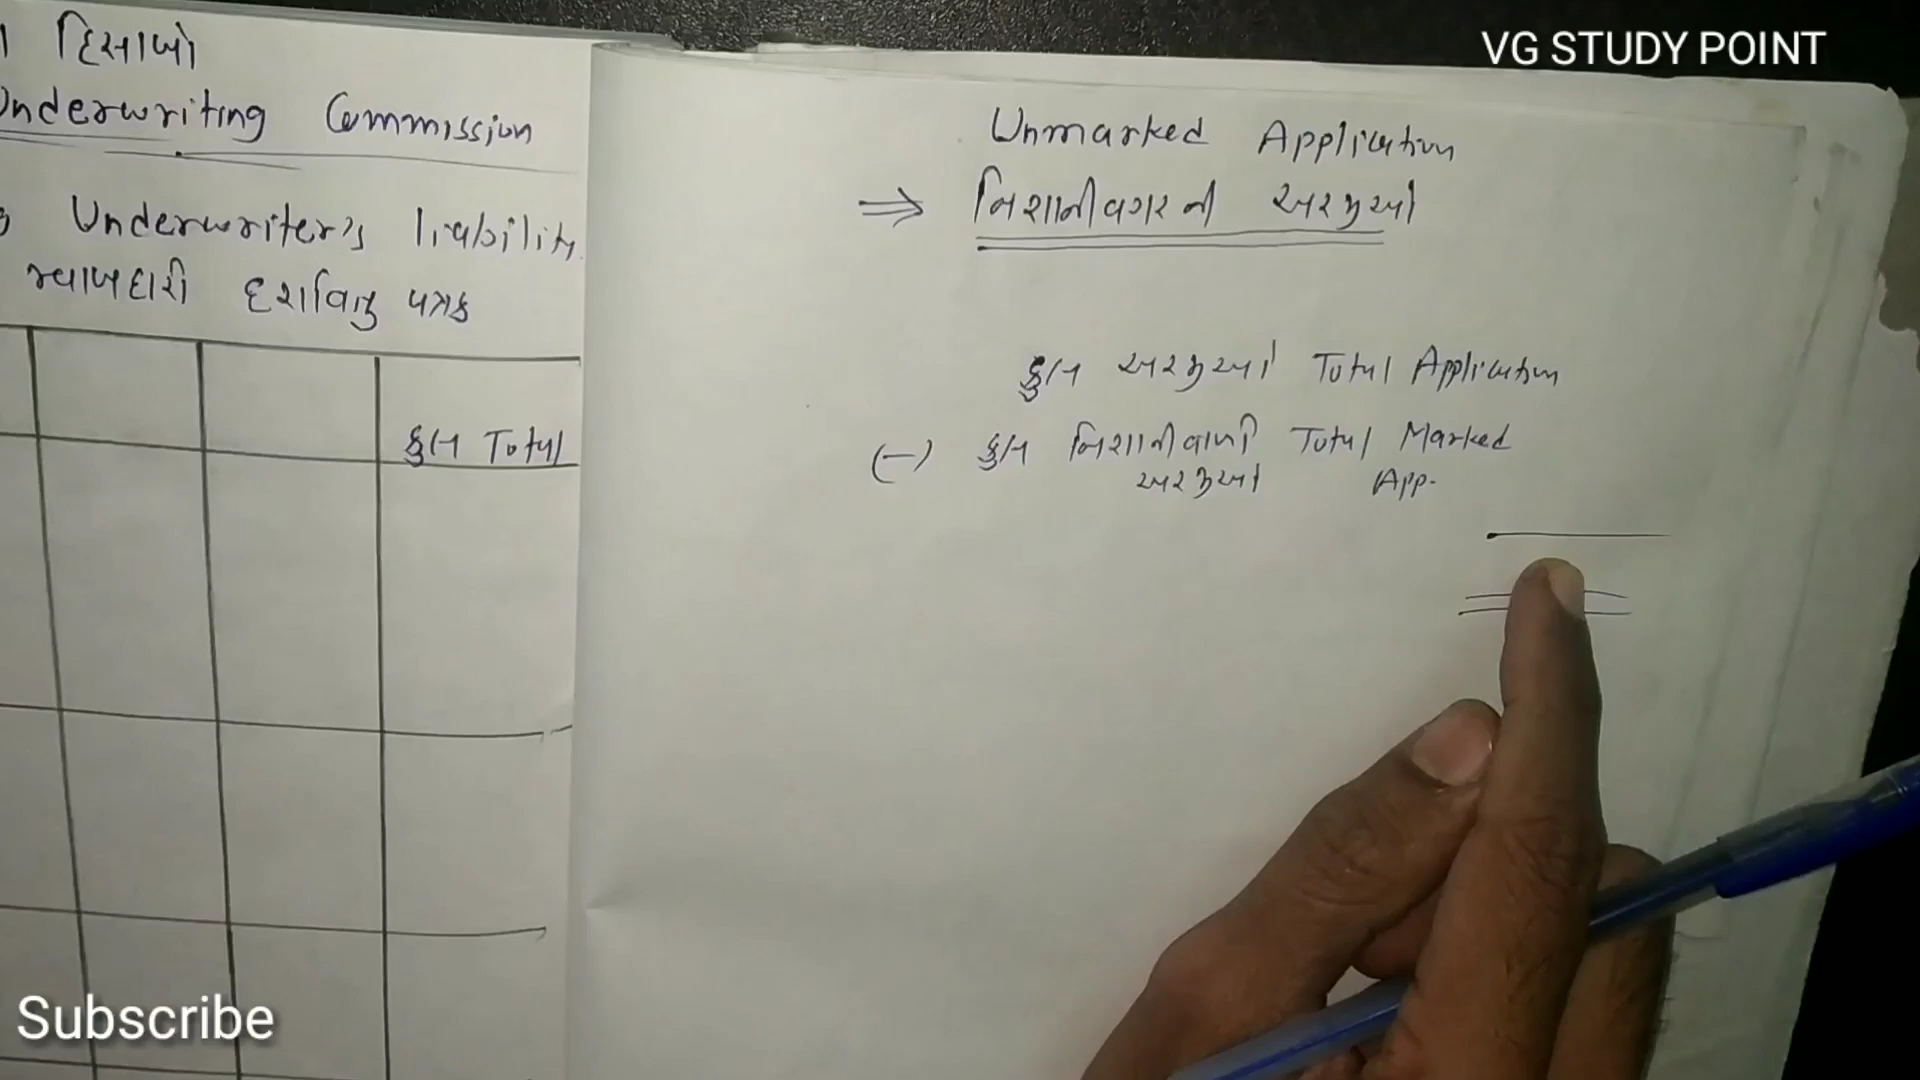 VG STUDY POINT
હિસાબો
Underwriting Commission
Underwriter's liability
જવાબદારી દર્શાવતું પત્રક
કુલ Total
Unmarked Application
⇒ નિશાનીવગરની અરજીઓ
કુલ અરજીઓ Total Application
(-) કુલ નિશાનીવાળી Total Marked
અરજીઓ App.
Subscribe